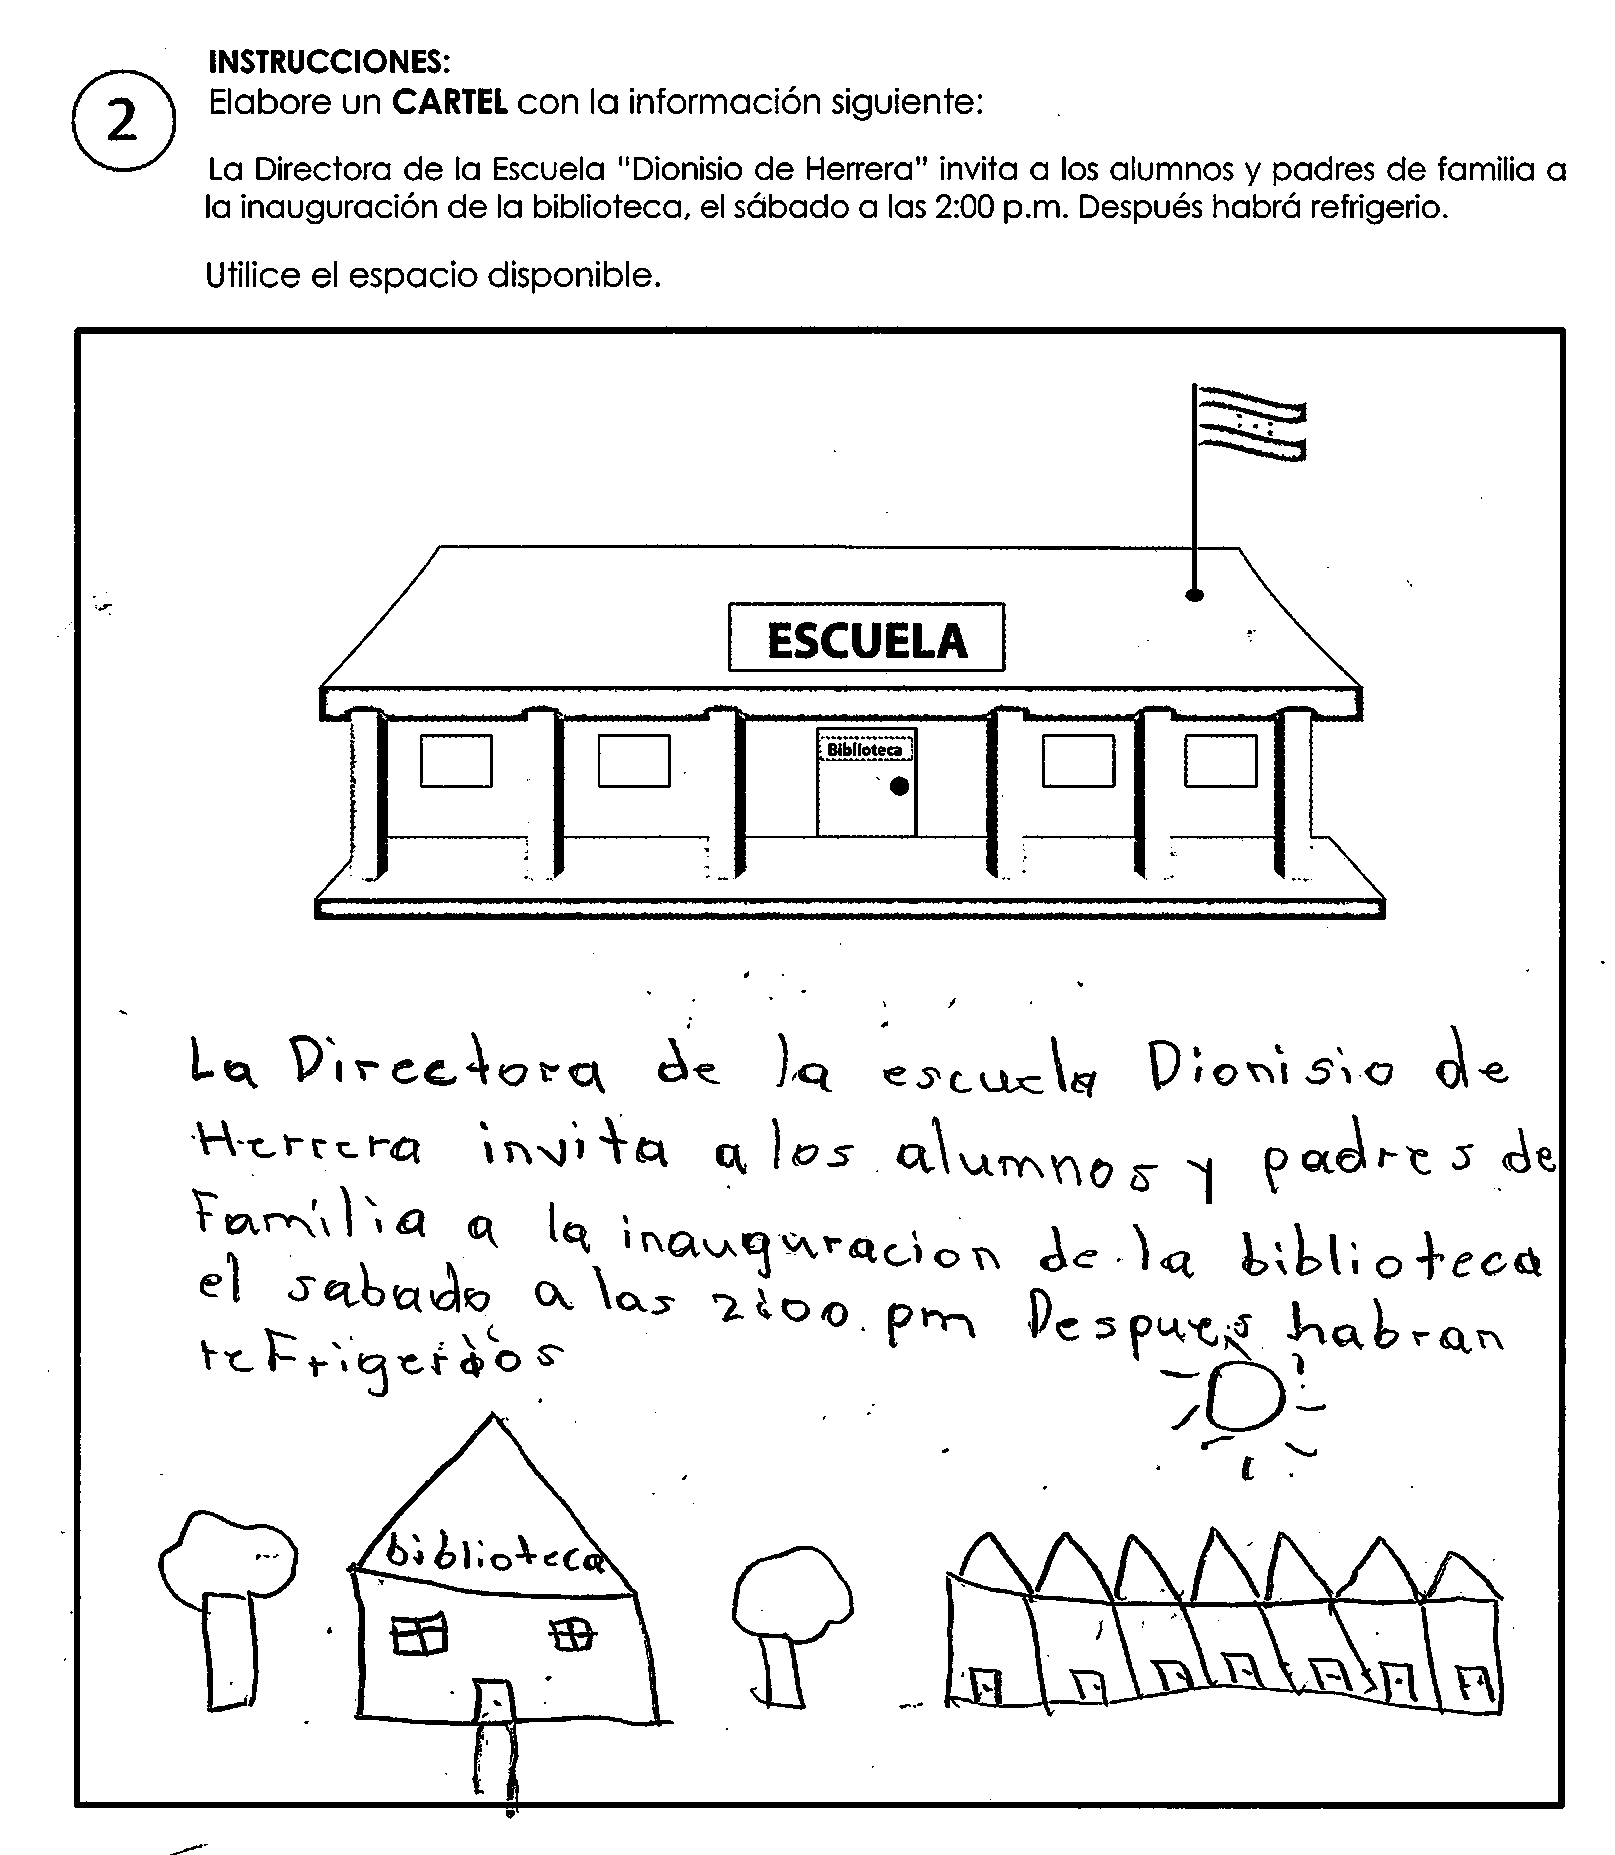 INSTRUCCIONES:
2
Elabore un CARTEL con la información siguiente:
La Directora de la Escuela "Dionisio de Herrera" invita a los alumnos y padres de familia a
la inauguración de la biblioteca, el sábado a las 2:00 p.m. Después habrá refrigerio.
Utilice el espacio disponible.
ESCUELA
Biblioteca
La Directora de la escuela Dionisio de
Herrera invita a los alumnos y padres de
Familia a la inauguracion de la biblioteca
el sabado a las 2:00 pm Despues habran
reFrigerios
biblioteca